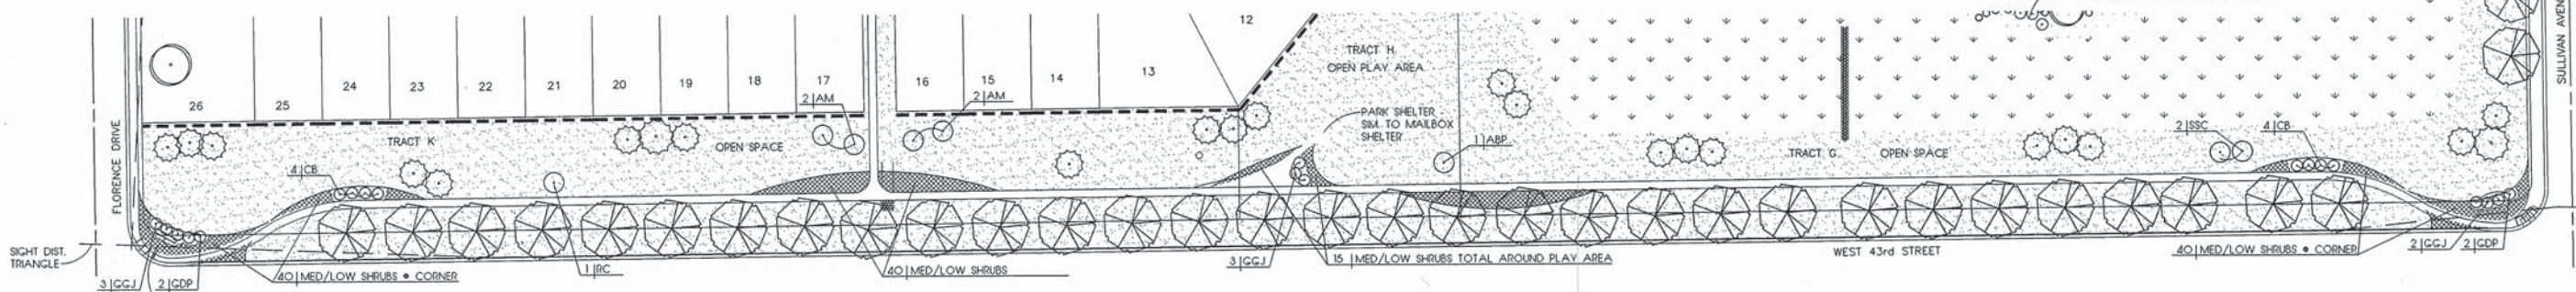 12
TRACT H
OPEN PLAY AREA
SULLIVAN AVEN
26
25
24
23
22
21
20
19
18
17
16
15
14
13
2|AM
2|AM
PARK SHELTER
SIM. TO MAILBOX
SHELTER
1|ABP
2|SSC
4|CB
FLORENCE DRIVE
TRACT K
OPEN SPACE
TRACT G
OPEN SPACE
4|CB
SIGHT DIST.
TRIANGLE
3|GGJ
2|GDP
40|MED/LOW SHRUBS @ CORNER
1|RC
40|MED/LOW SHRUBS
3|GGJ
15|MED/LOW SHRUBS TOTAL AROUND PLAY AREA
WEST 43rd STREET
40|MED/LOW SHRUBS @ CORNER
2|GGJ
2|GDP